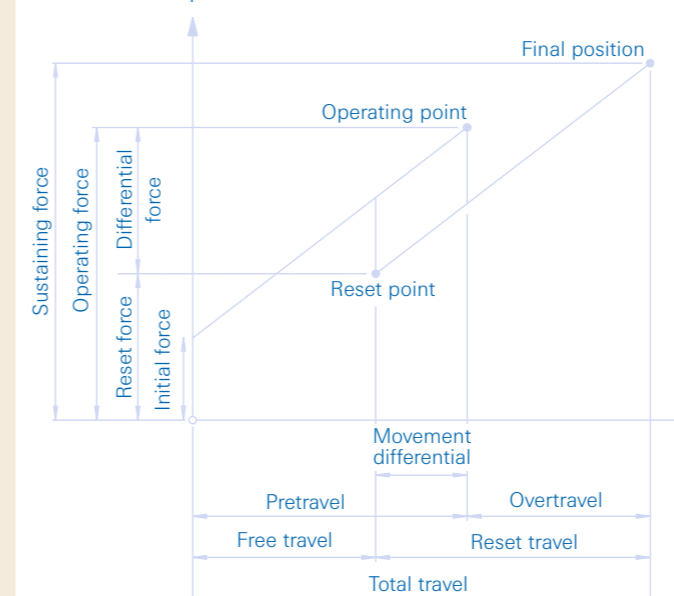 Final position
Operating point
Sustaining force
Operating force
Differential
force
Reset force
Initial force
Reset point
Movement
differential
Pretravel
Overtravel
Free travel
Reset travel
Total travel